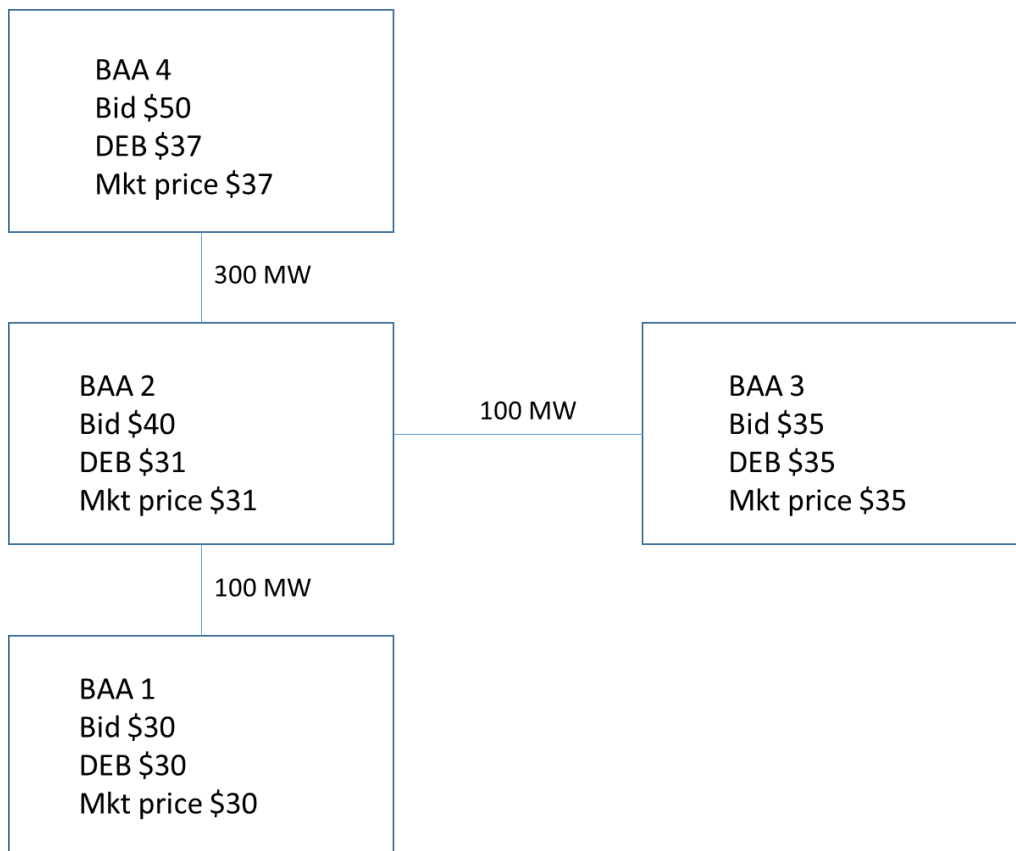 BAA 4
Bid $50
DEB $37
Mkt price $37
300 MW
BAA 2
Bid $40
DEB $31
Mkt price $31
100 MW
BAA 3
Bid $35
DEB $35
Mkt price $35
100 MW
BAA 1
Bid $30
DEB $30
Mkt price $30